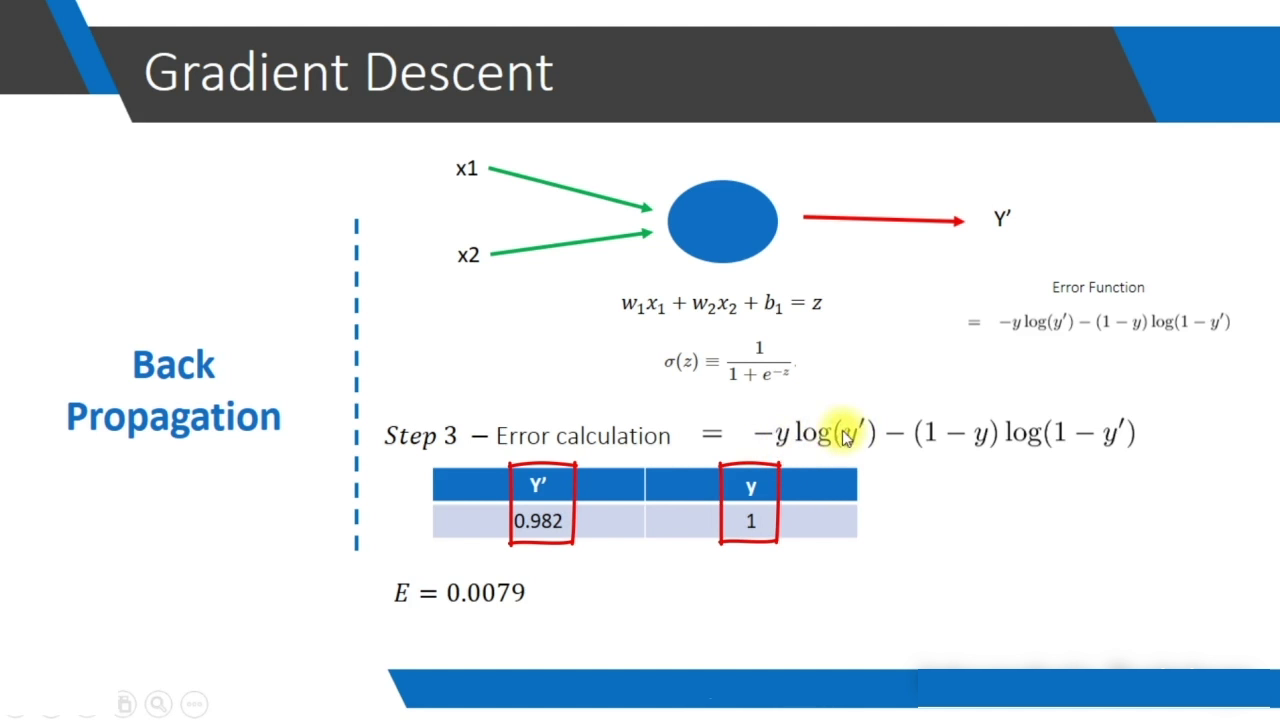 Gradient Descent
x1
x2
Y’
w₁x₁ + w₂x₂ + b₁ = z
σ(z) ≡ 1 / (1 + e⁻ᶻ)
Error Function
= −y log(y′) − (1 − y) log(1 − y′)
Back
Propagation
Step 3 − Error calculation = −y log(y′) − (1 − y) log(1 − y′)
Y’ y
0.982 1
E = 0.0079